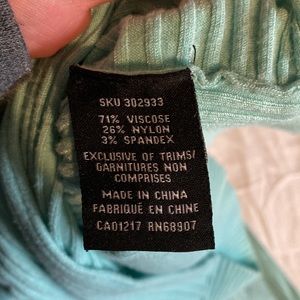 SKU 302933
71% VISCOSE
26% NYLON
3% SPANDEX
EXCLUSIVE OF TRIMS/
GARNITURES NON
COMPRISES
MADE IN CHINA
FABRIQUÉ EN CHINE
CA01217 RN68907